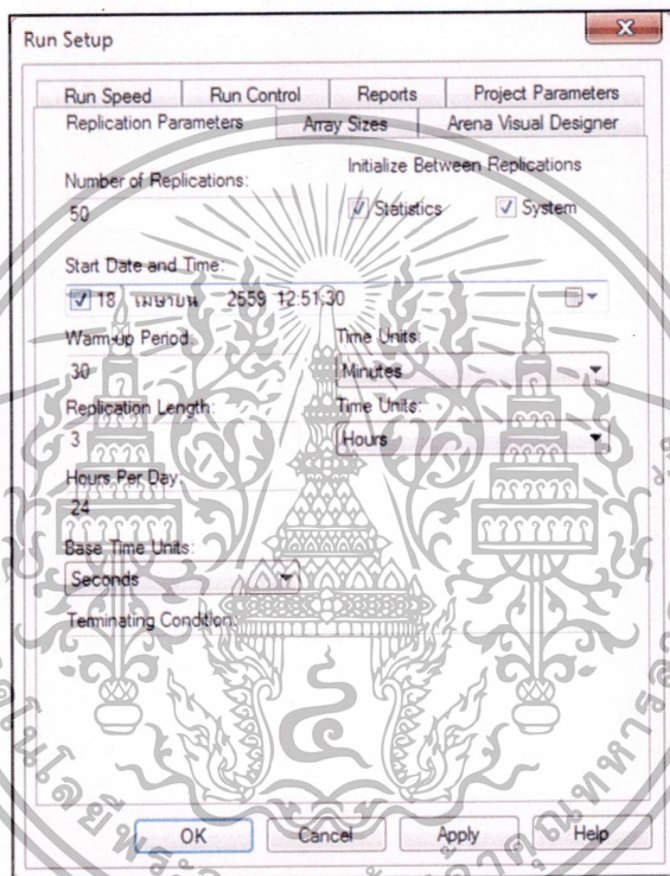 Run Setup
Run Speed Run Control Reports Project Parameters
Replication Parameters Array Sizes Arena Visual Designer
Number of Replications: Initialize Between Replications
50 Statistics System
Start Date and Time:
18 เมษายน 2559 12:51:30
Warm-up Period: Time Units:
30 Minutes
Replication Length: Time Units:
3 Hours
Hours Per Day:
24
Base Time Units:
Seconds
Terminating Condition:
OK Cancel Apply Help